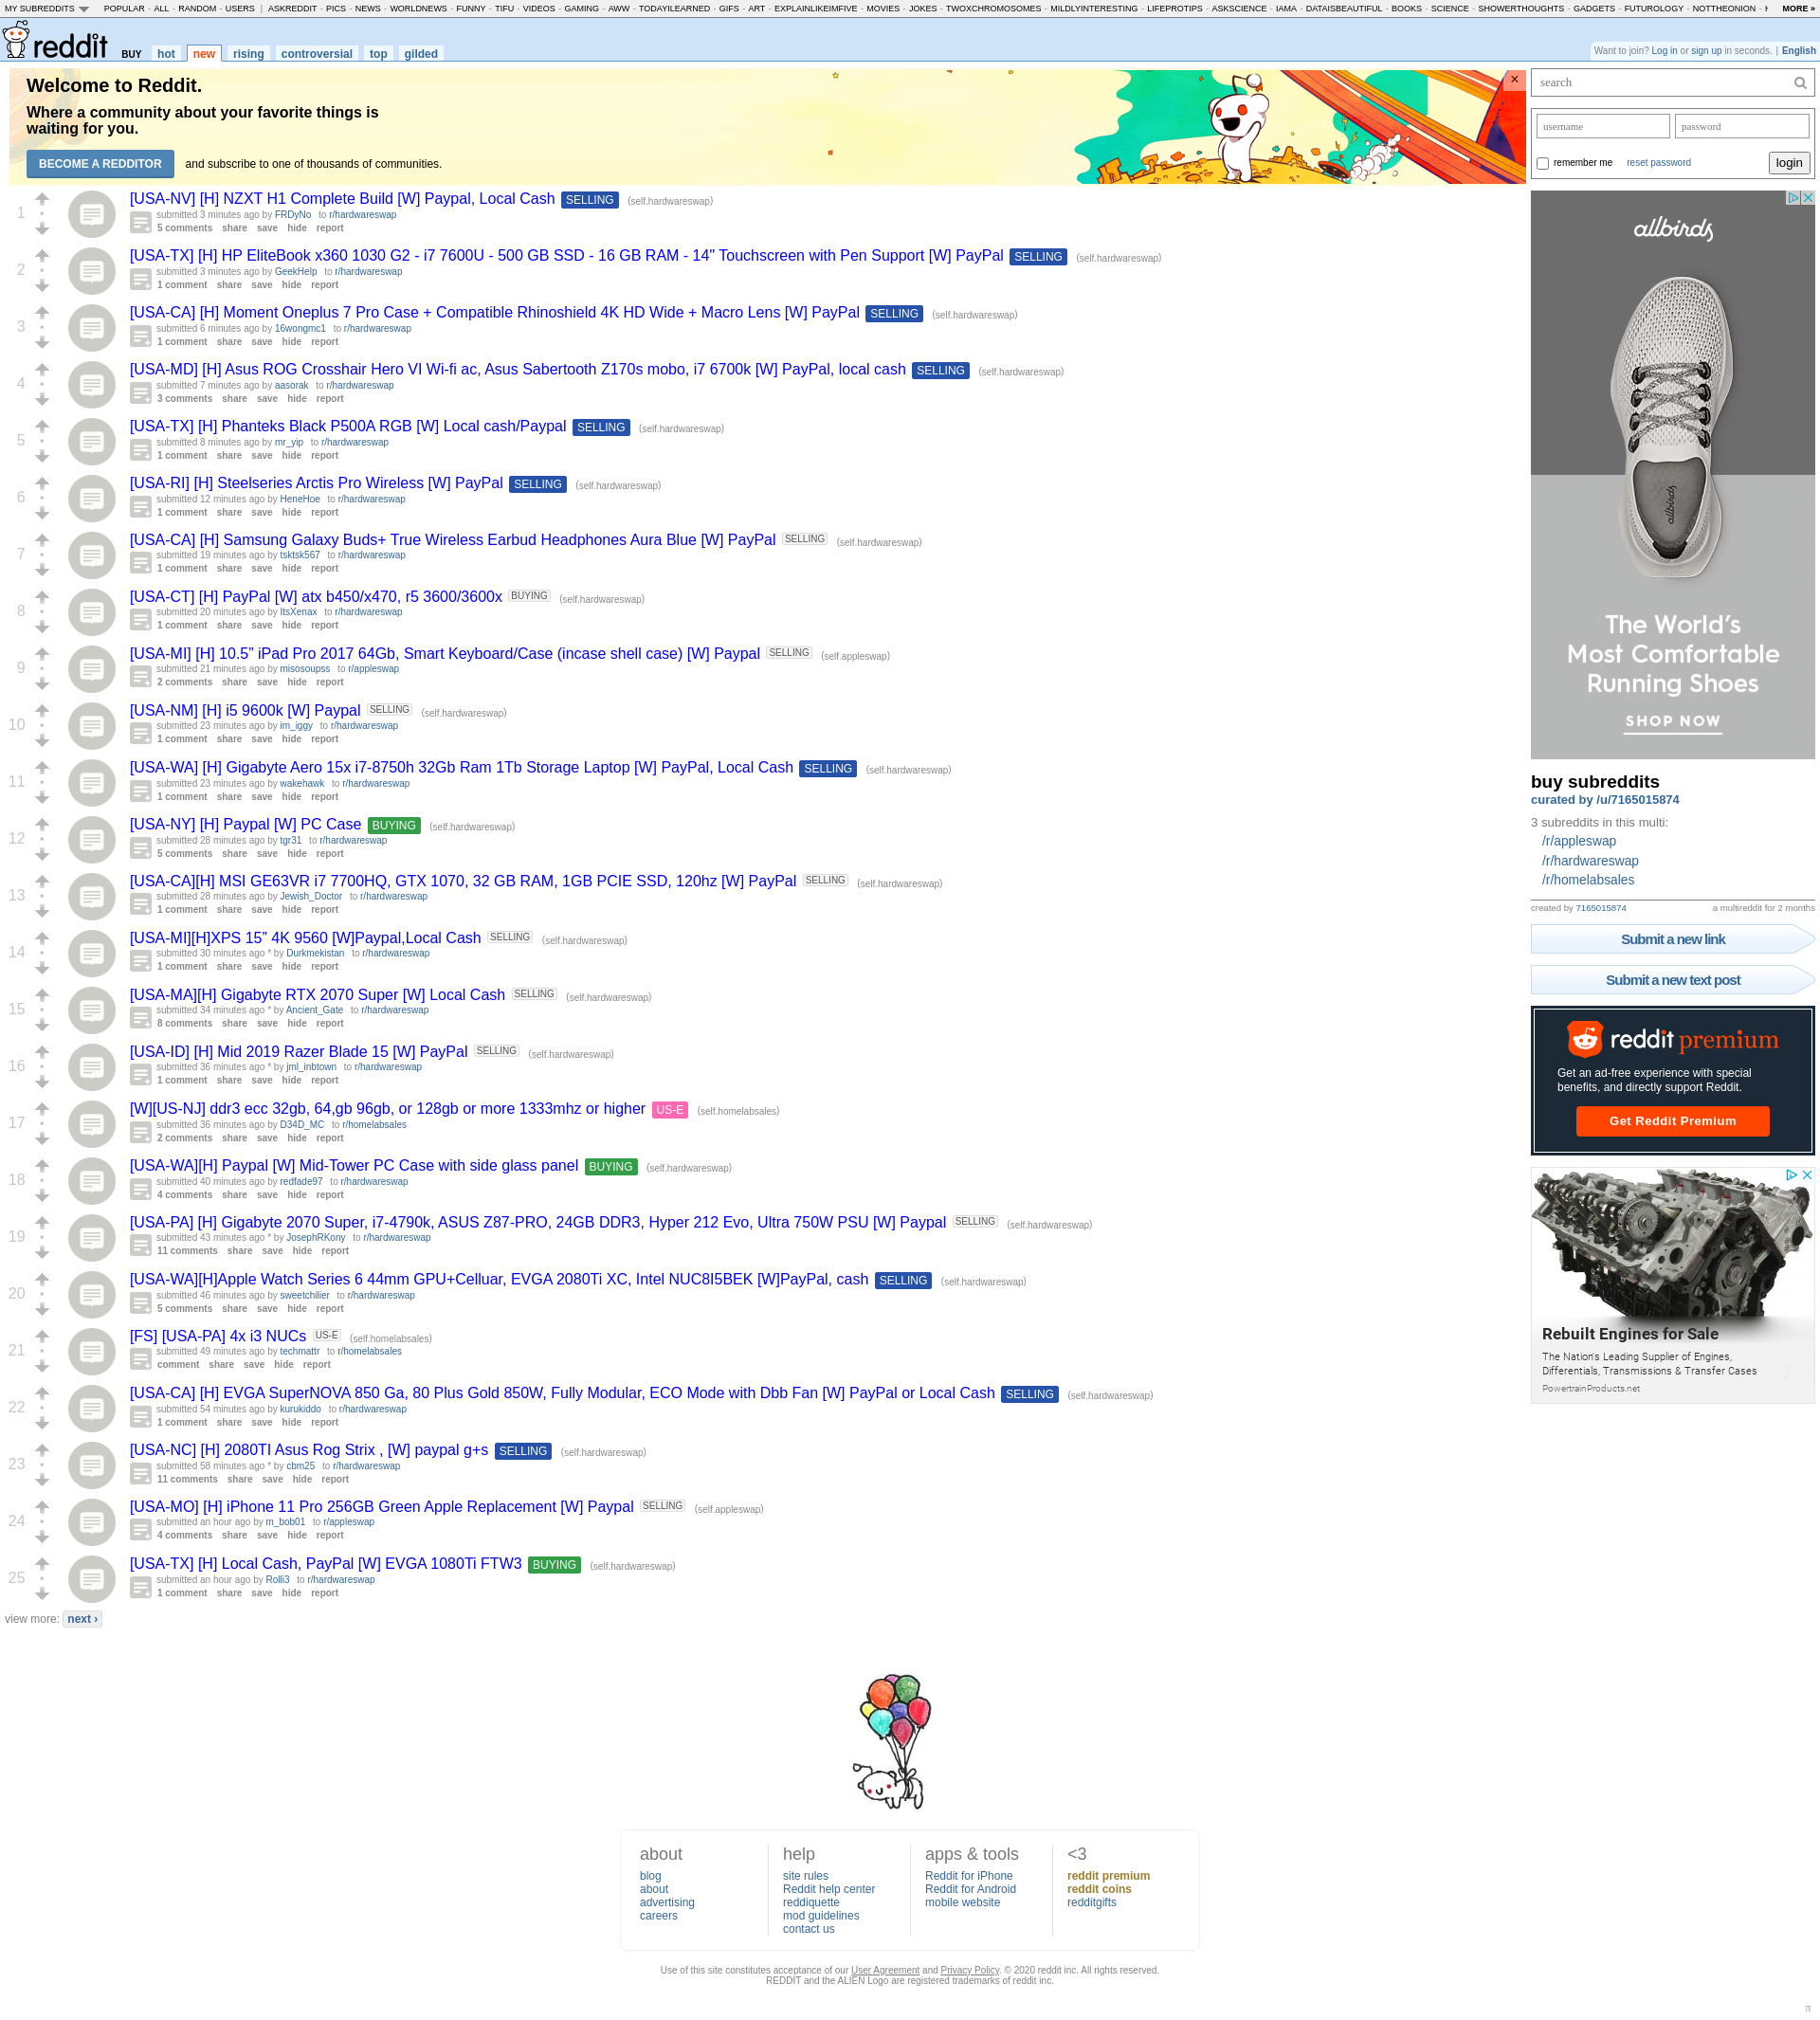 MY SUBREDDITS POPULAR - ALL - RANDOM - USERS | ASKREDDIT - PICS - NEWS - WORLDNEWS - FUNNY - TIFU - VIDEOS - GAMING - AWW - TODAYILEARNED - GIFS - ART - EXPLAINLIKEIMFIVE - MOVIES - JOKES - TWOXCHROMOSOMES - MILDLYINTERESTING - LIFEPROTIPS - ASKSCIENCE - IAMA - DATAISBEAUTIFUL - BOOKS - SCIENCE - SHOWERTHOUGHTS - GADGETS - FUTUROLOGY - NOTTHEONION - MORE »
reddit BUY hot new rising controversial top gilded
Want to join? Log in or sign up in seconds. | English
Welcome to Reddit.
Where a community about your favorite things is
waiting for you.
BECOME A REDDITOR and subscribe to one of thousands of communities.
×
1
[USA-NV] [H] NZXT H1 Complete Build [W] Paypal, Local Cash SELLING (self.hardwareswap)
submitted 3 minutes ago by FRDyNo to r/hardwareswap
5 comments share save hide report
2
[USA-TX] [H] HP EliteBook x360 1030 G2 - i7 7600U - 500 GB SSD - 16 GB RAM - 14" Touchscreen with Pen Support [W] PayPal SELLING (self.hardwareswap)
submitted 3 minutes ago by GeekHelp to r/hardwareswap
1 comment share save hide report
3
[USA-CA] [H] Moment Oneplus 7 Pro Case + Compatible Rhinoshield 4K HD Wide + Macro Lens [W] PayPal SELLING (self.hardwareswap)
submitted 6 minutes ago by 16wongmc1 to r/hardwareswap
1 comment share save hide report
4
[USA-MD] [H] Asus ROG Crosshair Hero VI Wi-fi ac, Asus Sabertooth Z170s mobo, i7 6700k [W] PayPal, local cash SELLING (self.hardwareswap)
submitted 7 minutes ago by aasorak to r/hardwareswap
3 comments share save hide report
5
[USA-TX] [H] Phanteks Black P500A RGB [W] Local cash/Paypal SELLING (self.hardwareswap)
submitted 8 minutes ago by mr_yip to r/hardwareswap
1 comment share save hide report
6
[USA-RI] [H] Steelseries Arctis Pro Wireless [W] PayPal SELLING (self.hardwareswap)
submitted 12 minutes ago by HeneHoe to r/hardwareswap
1 comment share save hide report
7
[USA-CA] [H] Samsung Galaxy Buds+ True Wireless Earbud Headphones Aura Blue [W] PayPal SELLING (self.hardwareswap)
submitted 19 minutes ago by tsktsk567 to r/hardwareswap
1 comment share save hide report
8
[USA-CT] [H] PayPal [W] atx b450/x470, r5 3600/3600x BUYING (self.hardwareswap)
submitted 20 minutes ago by ItsXenax to r/hardwareswap
1 comment share save hide report
9
[USA-MI] [H] 10.5” iPad Pro 2017 64Gb, Smart Keyboard/Case (incase shell case) [W] Paypal SELLING (self.appleswap)
submitted 21 minutes ago by misosoupss to r/appleswap
2 comments share save hide report
10
[USA-NM] [H] i5 9600k [W] Paypal SELLING (self.hardwareswap)
submitted 23 minutes ago by im_iggy to r/hardwareswap
1 comment share save hide report
11
[USA-WA] [H] Gigabyte Aero 15x i7-8750h 32Gb Ram 1Tb Storage Laptop [W] PayPal, Local Cash SELLING (self.hardwareswap)
submitted 23 minutes ago by wakehawk to r/hardwareswap
1 comment share save hide report
12
[USA-NY] [H] Paypal [W] PC Case BUYING (self.hardwareswap)
submitted 28 minutes ago by tgr31 to r/hardwareswap
5 comments share save hide report
13
[USA-CA][H] MSI GE63VR i7 7700HQ, GTX 1070, 32 GB RAM, 1GB PCIE SSD, 120hz [W] PayPal SELLING (self.hardwareswap)
submitted 28 minutes ago by Jewish_Doctor to r/hardwareswap
1 comment share save hide report
14
[USA-MI][H]XPS 15” 4K 9560 [W]Paypal,Local Cash SELLING (self.hardwareswap)
submitted 30 minutes ago * by Durkmekistan to r/hardwareswap
1 comment share save hide report
15
[USA-MA][H] Gigabyte RTX 2070 Super [W] Local Cash SELLING (self.hardwareswap)
submitted 34 minutes ago * by Ancient_Gate to r/hardwareswap
8 comments share save hide report
16
[USA-ID] [H] Mid 2019 Razer Blade 15 [W] PayPal SELLING (self.hardwareswap)
submitted 36 minutes ago * by jml_inbtown to r/hardwareswap
1 comment share save hide report
17
[W][US-NJ] ddr3 ecc 32gb, 64,gb 96gb, or 128gb or more 1333mhz or higher US-E (self.homelabsales)
submitted 36 minutes ago by D34D_MC to r/homelabsales
2 comments share save hide report
18
[USA-WA][H] Paypal [W] Mid-Tower PC Case with side glass panel BUYING (self.hardwareswap)
submitted 40 minutes ago by redfade97 to r/hardwareswap
4 comments share save hide report
19
[USA-PA] [H] Gigabyte 2070 Super, i7-4790k, ASUS Z87-PRO, 24GB DDR3, Hyper 212 Evo, Ultra 750W PSU [W] Paypal SELLING (self.hardwareswap)
submitted 43 minutes ago * by JosephRKony to r/hardwareswap
11 comments share save hide report
20
[USA-WA][H]Apple Watch Series 6 44mm GPU+Celluar, EVGA 2080Ti XC, Intel NUC8I5BEK [W]PayPal, cash SELLING (self.hardwareswap)
submitted 46 minutes ago by sweetchilier to r/hardwareswap
5 comments share save hide report
21
[FS] [USA-PA] 4x i3 NUCs US-E (self.homelabsales)
submitted 49 minutes ago by techmattr to r/homelabsales
comment share save hide report
22
[USA-CA] [H] EVGA SuperNOVA 850 Ga, 80 Plus Gold 850W, Fully Modular, ECO Mode with Dbb Fan [W] PayPal or Local Cash SELLING (self.hardwareswap)
submitted 54 minutes ago by kurukiddo to r/hardwareswap
1 comment share save hide report
23
[USA-NC] [H] 2080TI Asus Rog Strix , [W] paypal g+s SELLING (self.hardwareswap)
submitted 58 minutes ago * by cbm25 to r/hardwareswap
11 comments share save hide report
24
[USA-MO] [H] iPhone 11 Pro 256GB Green Apple Replacement [W] Paypal SELLING (self.appleswap)
submitted an hour ago by m_bob01 to r/appleswap
4 comments share save hide report
25
[USA-TX] [H] Local Cash, PayPal [W] EVGA 1080Ti FTW3 BUYING (self.hardwareswap)
submitted an hour ago by Rolli3 to r/hardwareswap
1 comment share save hide report
view more: next ›
search
username password
remember me reset password login
allbirds
allbirds
The World's
Most Comfortable
Running Shoes
SHOP NOW
buy subreddits
curated by /u/7165015874
3 subreddits in this multi:
/r/appleswap
/r/hardwareswap
/r/homelabsales
created by 7165015874 a multireddit for 2 months
Submit a new link
Submit a new text post
reddit premium
Get an ad-free experience with special
benefits, and directly support Reddit.
Get Reddit Premium
Rebuilt Engines for Sale
The Nation's Leading Supplier of Engines,
Differentials, Transmissions & Transfer Cases
PowertrainProducts.net
about
blog
about
advertising
careers
help
site rules
Reddit help center
reddiquette
mod guidelines
contact us
apps & tools
Reddit for iPhone
Reddit for Android
mobile website
<3
reddit premium
reddit coins
redditgifts
Use of this site constitutes acceptance of our User Agreement and Privacy Policy. © 2020 reddit inc. All rights reserved.
REDDIT and the ALIEN Logo are registered trademarks of reddit inc.
π